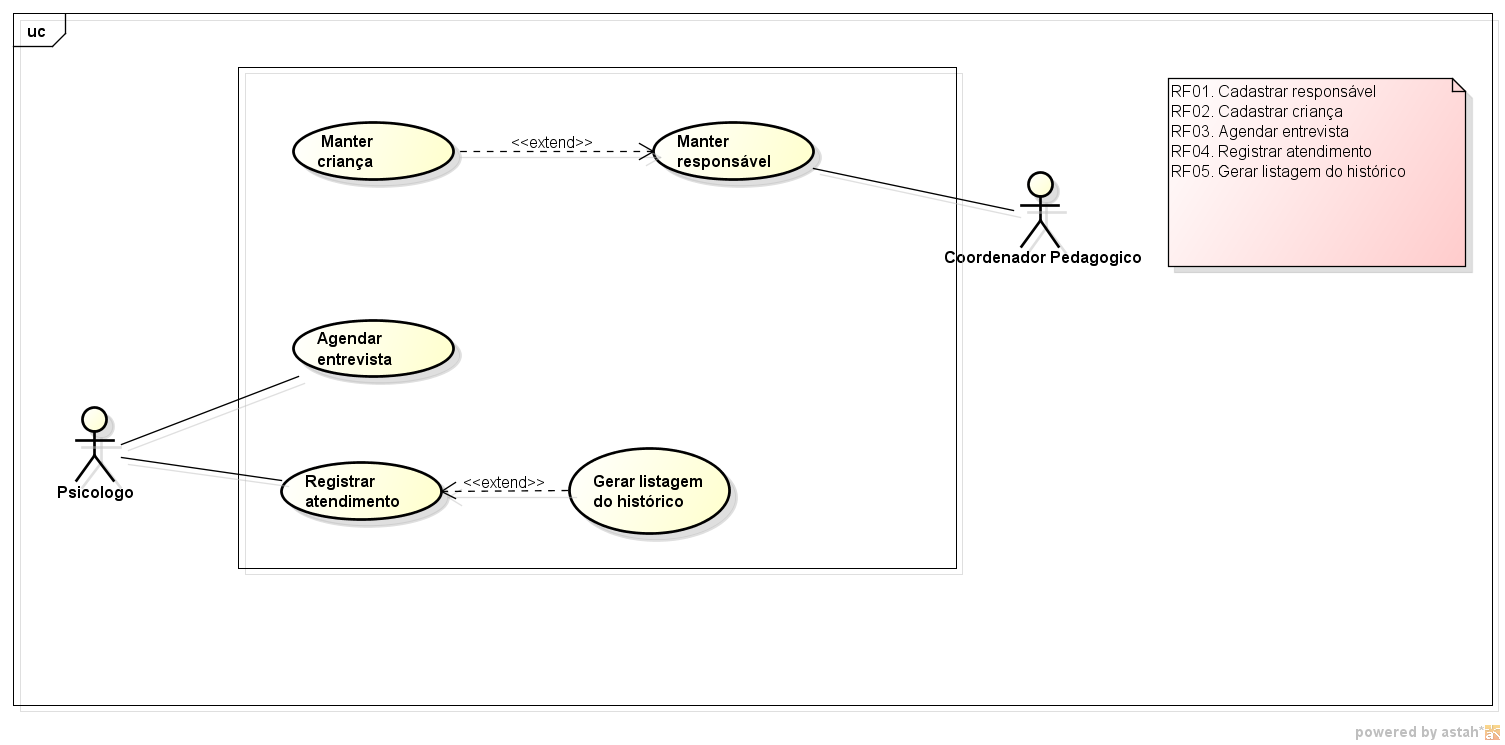 uc
Manter
criança
<<extend>>
Manter
responsável
RF01. Cadastrar responsável
RF02. Cadastrar criança
RF03. Agendar entrevista
RF04. Registrar atendimento
RF05. Gerar listagem do histórico
Coordenador Pedagogico
Agendar
entrevista
Psicologo
Registrar
atendimento
<<extend>>
Gerar listagem
do histórico
powered by astah*